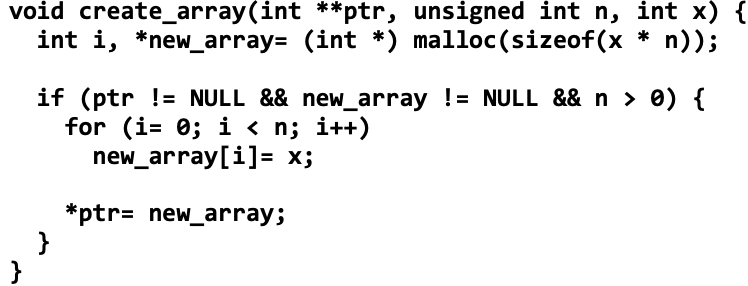 void create_array(int **ptr, unsigned int n, int x) {
  int i, *new_array= (int *) malloc(sizeof(x * n));

  if (ptr != NULL && new_array != NULL && n > 0) {
    for (i= 0; i < n; i++)
      new_array[i]= x;

    *ptr= new_array;
  }
}